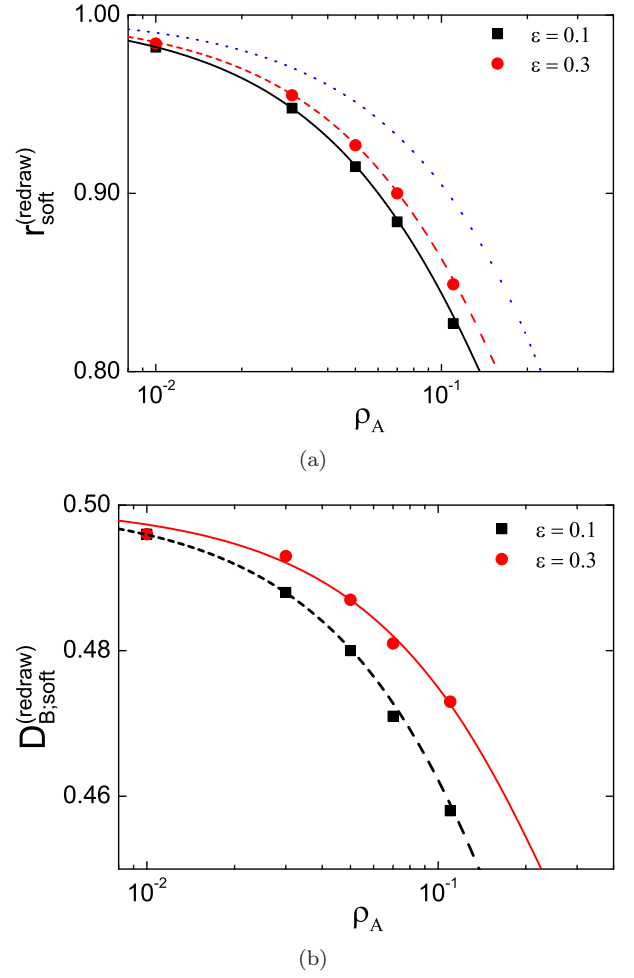 1.00
ε = 0.1
ε = 0.3
0.90
r_soft^(redraw)
0.80
10^-2
10^-1
ρ_A
(a)
0.50
ε = 0.1
ε = 0.3
0.48
D_B;soft^(redraw)
0.46
10^-2
10^-1
ρ_A
(b)